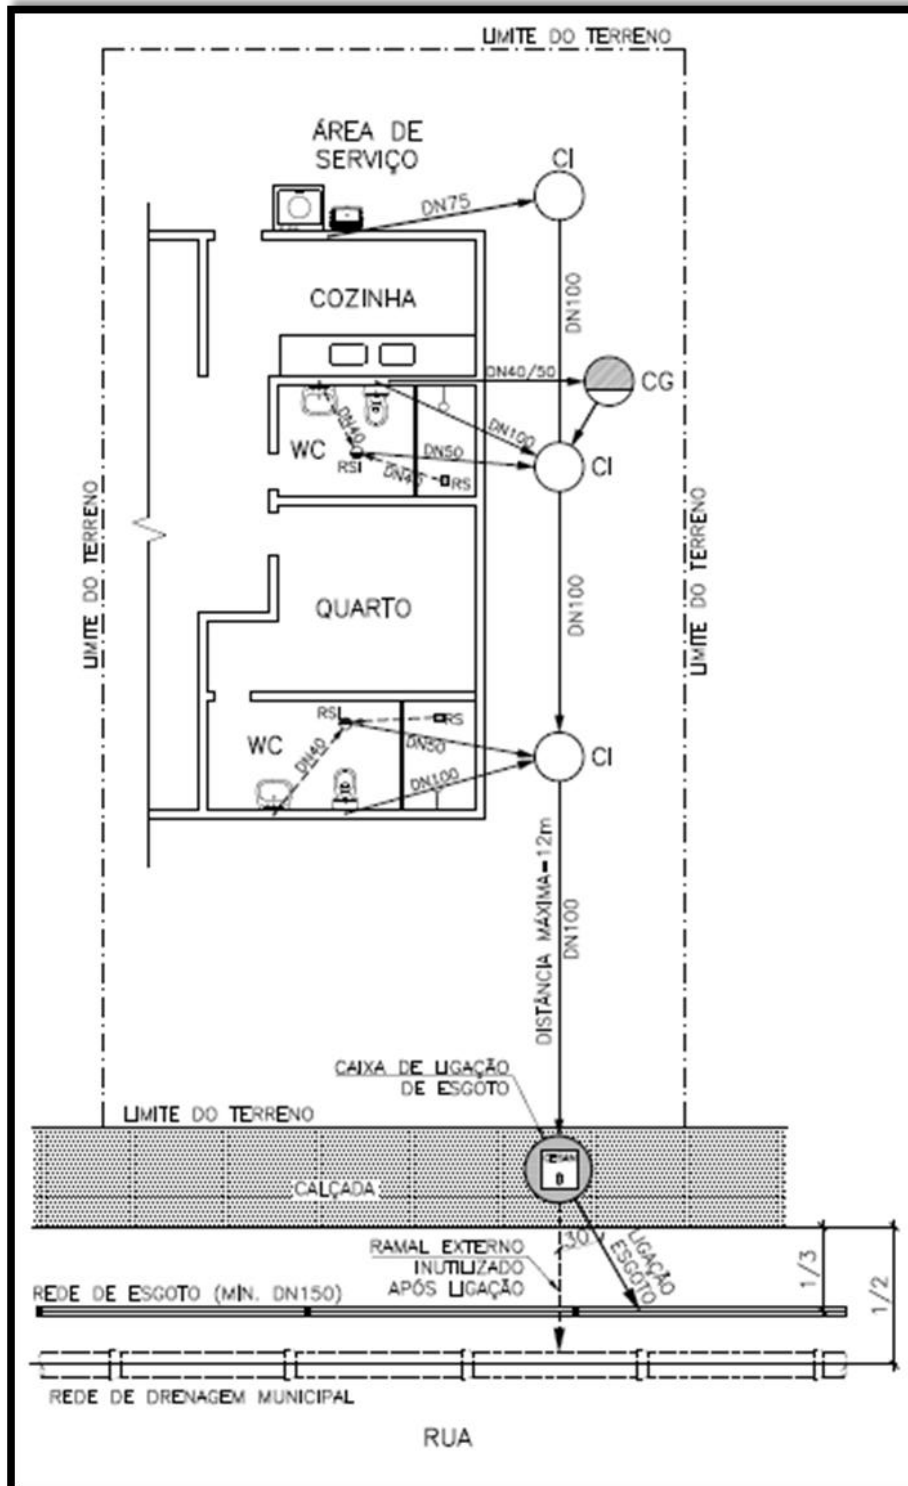 LIMITE DO TERRENO
ÁREA DE
SERVIÇO
CI
DN75
DN100
COZINHA
DN40/50
CG
DN100
DN40
WC
DN50
CI
RSI
DN40
RS
LIMITE DO TERRENO
LIMITE DO TERRENO
QUARTO
DN100
RSI
RS
WC
DN40
DN50
CI
DN100
DISTÂNCIA MÁXIMA=12m
DN100
CAIXA DE LIGAÇÃO
DE ESGOTO
LIMITE DO TERRENO
CALÇADA
30
RAMAL EXTERNO
INUTILIZADO
APÓS LIGAÇÃO
LIGAÇÃO
ESGOTO
1/3
1/2
REDE DE ESGOTO (MÍN. DN150)
REDE DE DRENAGEM MUNICIPAL
RUA